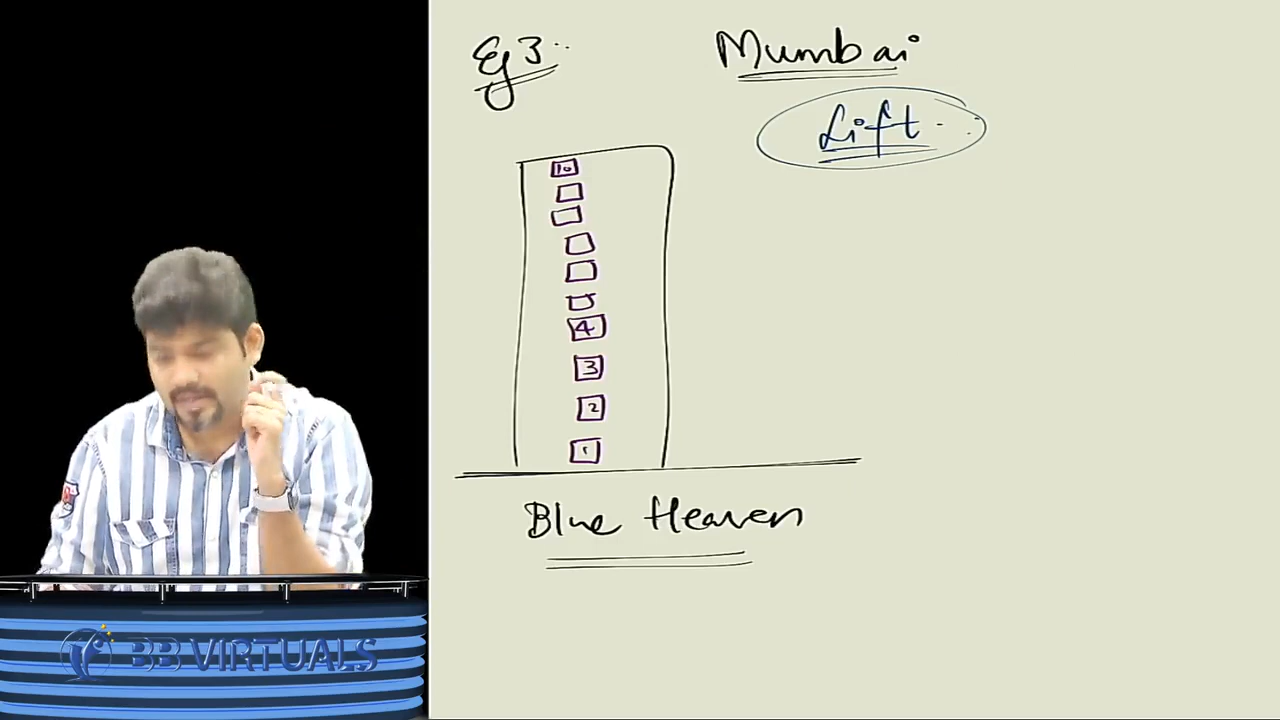 Eg 3..
Mumbai
Lift..
10
4
3
2
1
Blue Heaven
BB VIRTUALS